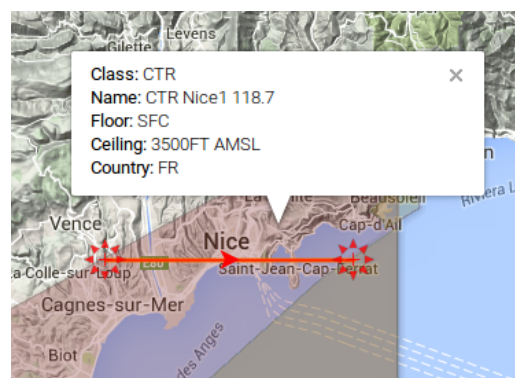 Levens
Gilette
Class: CTR
Name: CTR Nice1 118.7
Floor: SFC
Ceiling: 3500FT AMSL
Country: FR
×
Riviera L
Beausoleil
Vence
Cap-d'Ail
Nice
E80
a-Colle-sur-Loup
Saint-Jean-Cap-Ferrat
Cagnes-sur-Mer
Biot
des Anges